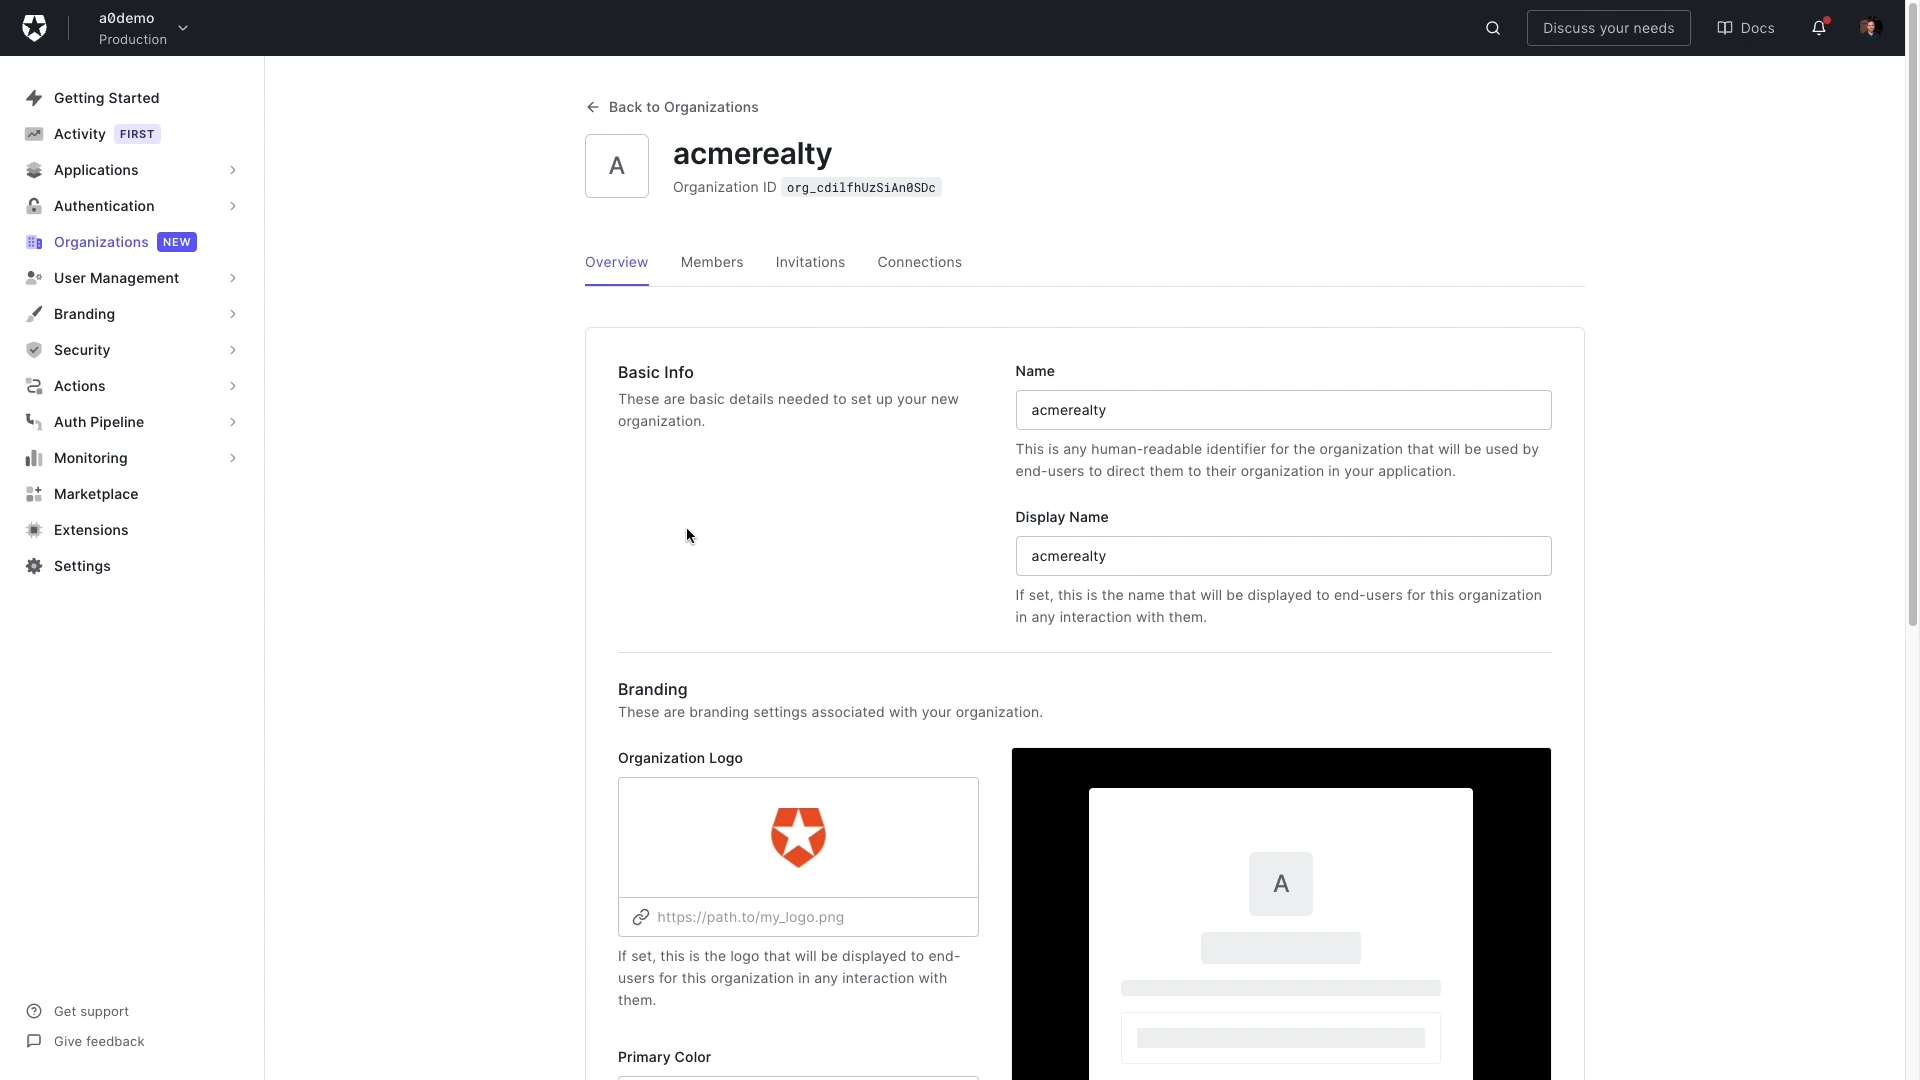 a0demo
Production
Discuss your needs
Docs
Getting Started
Activity FIRST
Applications
Authentication
Organizations NEW
User Management
Branding
Security
Actions
Auth Pipeline
Monitoring
Marketplace
Extensions
Settings
Get support
Give feedback
Back to Organizations
A
acmerealty
Organization ID org_cdilfhUzSiAn0SDc
Overview Members Invitations Connections
Basic Info
These are basic details needed to set up your new
organization.
Name
acmerealty
This is any human-readable identifier for the organization that will be used by
end-users to direct them to their organization in your application.
Display Name
acmerealty
If set, this is the name that will be displayed to end-users for this organization
in any interaction with them.
Branding
These are branding settings associated with your organization.
Organization Logo
https://path.to/my_logo.png
If set, this is the logo that will be displayed to end-
users for this organization in any interaction with
them.
Primary Color
A